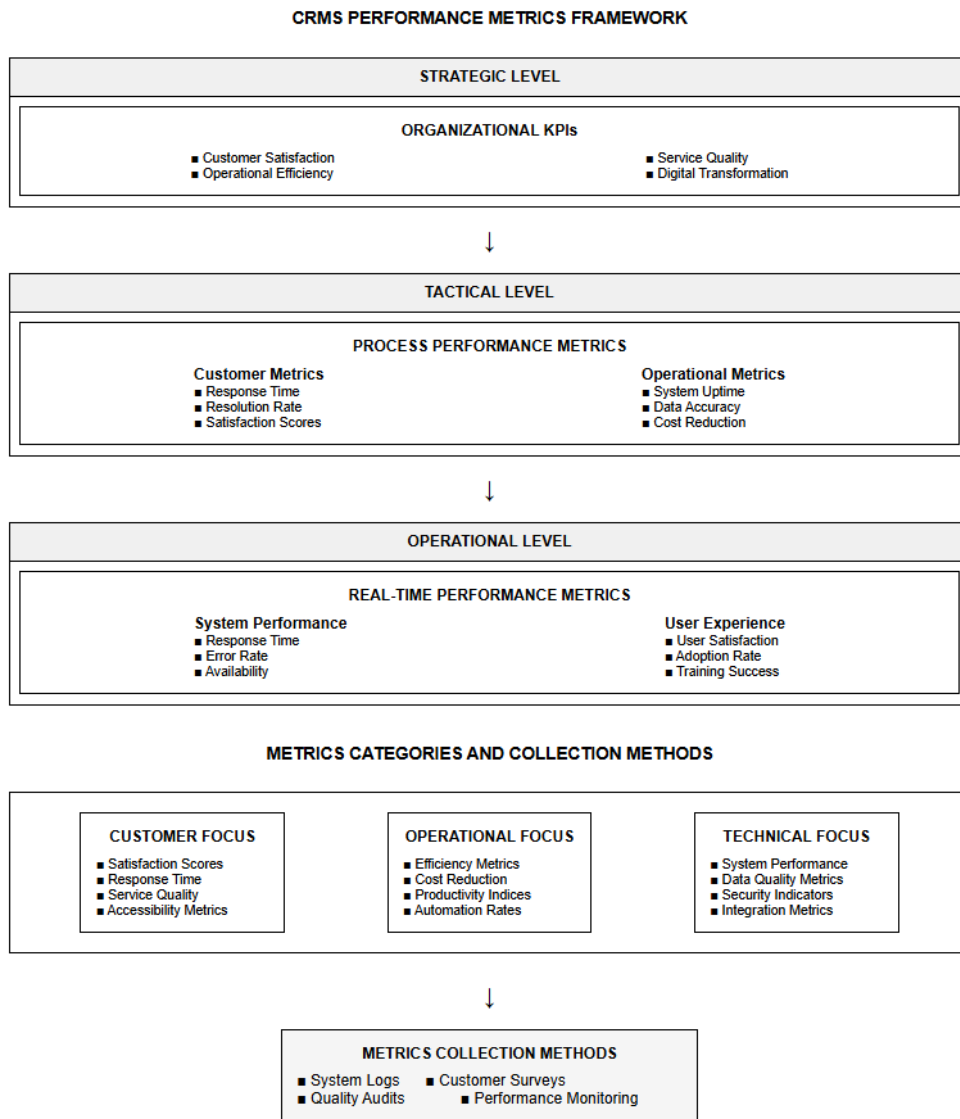 CRMS PERFORMANCE METRICS FRAMEWORK
STRATEGIC LEVEL
ORGANIZATIONAL KPIs
■ Customer Satisfaction
■ Operational Efficiency
■ Service Quality
■ Digital Transformation
↓
TACTICAL LEVEL
PROCESS PERFORMANCE METRICS
Customer Metrics
■ Response Time
■ Resolution Rate
■ Satisfaction Scores
Operational Metrics
■ System Uptime
■ Data Accuracy
■ Cost Reduction
↓
OPERATIONAL LEVEL
REAL-TIME PERFORMANCE METRICS
System Performance
■ Response Time
■ Error Rate
■ Availability
User Experience
■ User Satisfaction
■ Adoption Rate
■ Training Success
METRICS CATEGORIES AND COLLECTION METHODS
CUSTOMER FOCUS
■ Satisfaction Scores
■ Response Time
■ Service Quality
■ Accessibility Metrics
OPERATIONAL FOCUS
■ Efficiency Metrics
■ Cost Reduction
■ Productivity Indices
■ Automation Rates
TECHNICAL FOCUS
■ System Performance
■ Data Quality Metrics
■ Security Indicators
■ Integration Metrics
↓
METRICS COLLECTION METHODS
■ System Logs ■ Customer Surveys
■ Quality Audits ■ Performance Monitoring